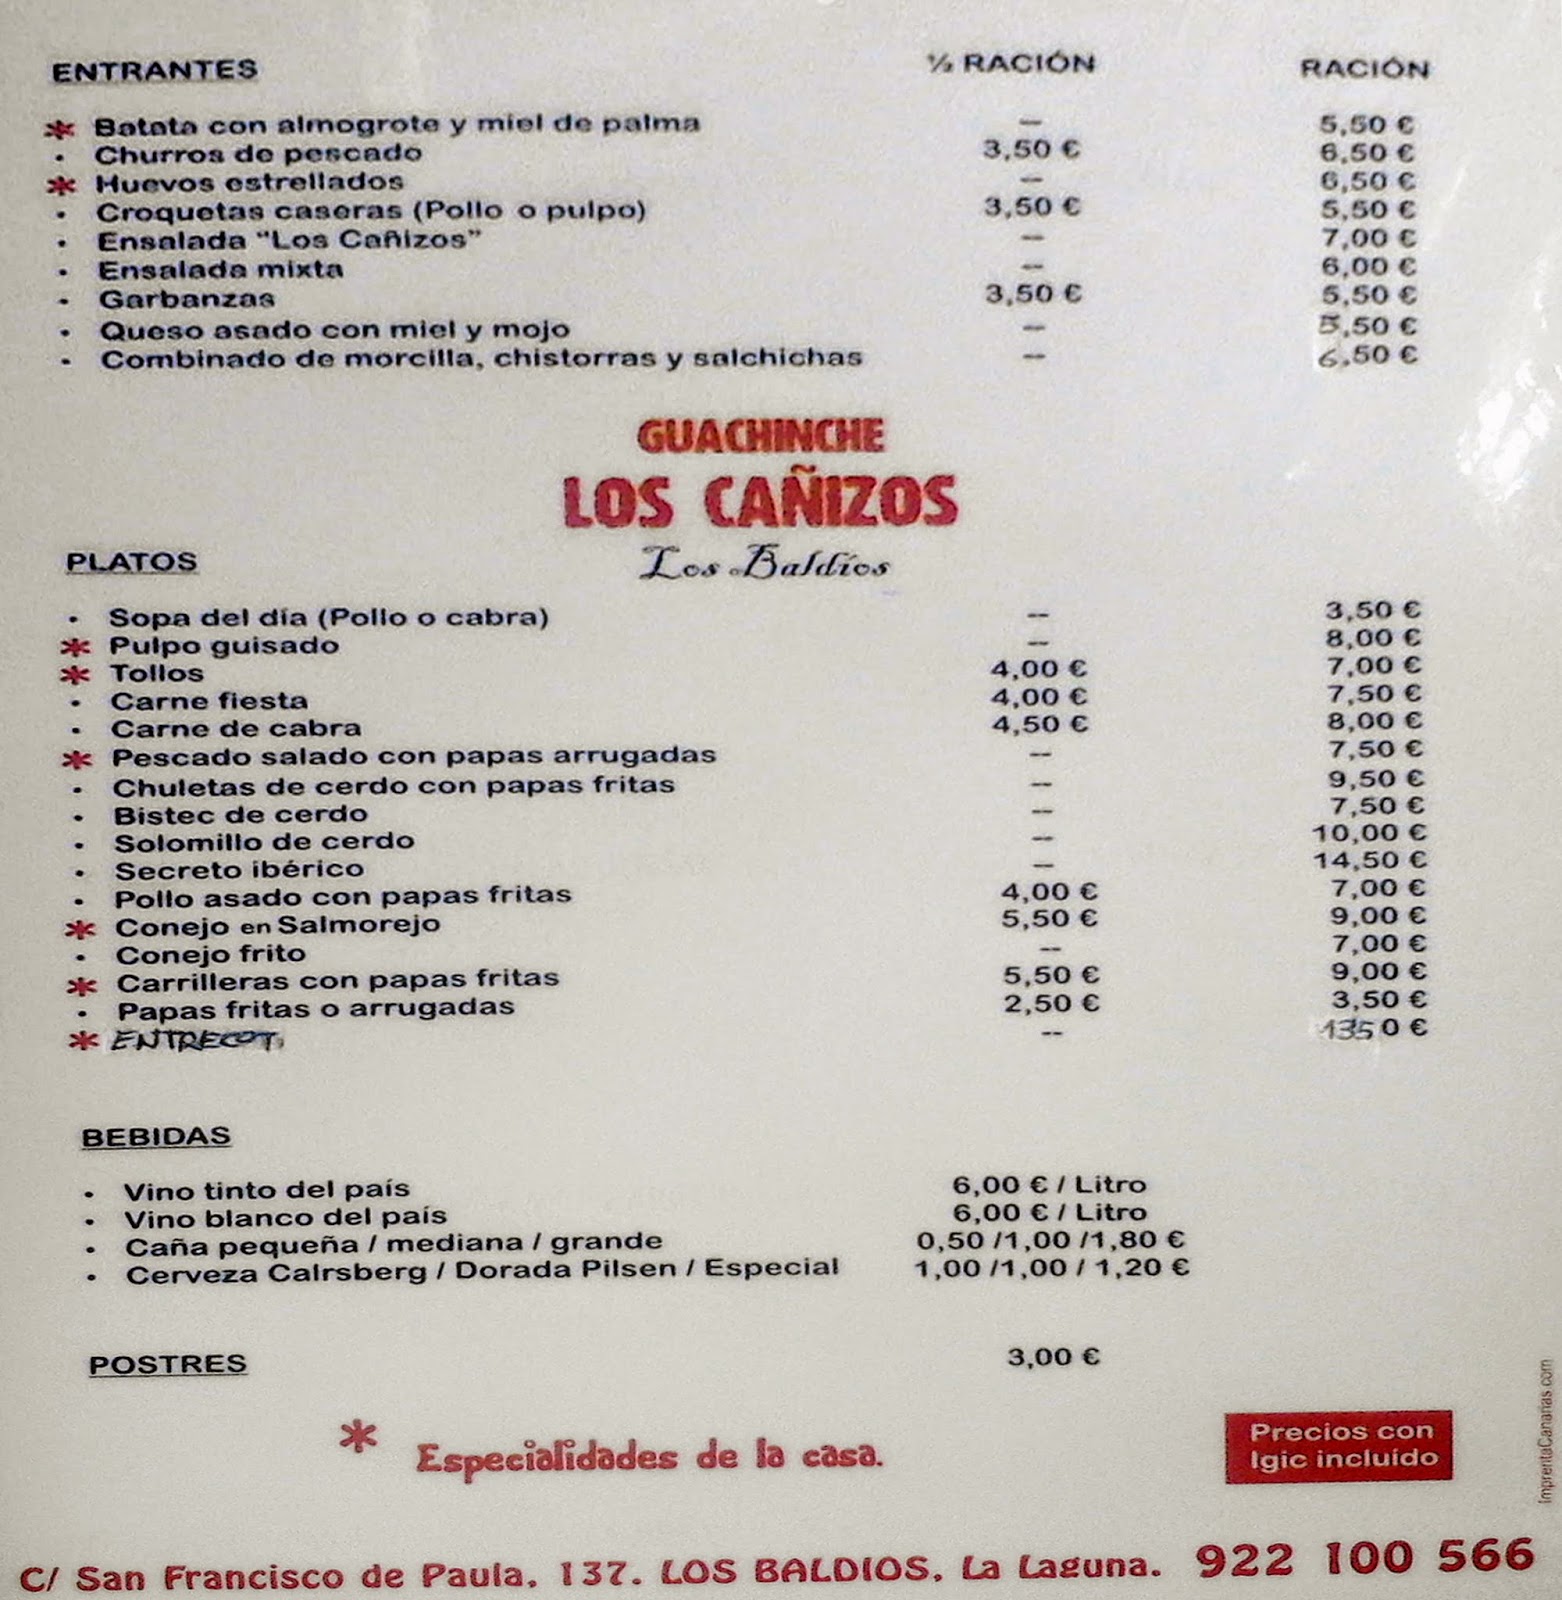 ENTRANTES ½ RACIÓN RACIÓN
* Batata con almogrote y miel de palma -- 5,50 €
· Churros de pescado 3,50 € 6,50 €
* Huevos estrellados -- 6,50 €
· Croquetas caseras (Pollo o pulpo) 3,50 € 5,50 €
· Ensalada "Los Cañizos" -- 7,00 €
· Ensalada mixta -- 6,00 €
· Garbanzas 3,50 € 5,50 €
· Queso asado con miel y mojo -- 5,50 €
· Combinado de morcilla, chistorras y salchichas -- 6,50 €
GUACHINCHE
LOS CAÑIZOS
Los Baldíos
PLATOS
· Sopa del día (Pollo o cabra) -- 3,50 €
* Pulpo guisado -- 8,00 €
* Tollos 4,00 € 7,00 €
· Carne fiesta 4,00 € 7,50 €
· Carne de cabra 4,50 € 8,00 €
* Pescado salado con papas arrugadas -- 7,50 €
· Chuletas de cerdo con papas fritas -- 9,50 €
· Bistec de cerdo -- 7,50 €
· Solomillo de cerdo -- 10,00 €
· Secreto ibérico -- 14,50 €
· Pollo asado con papas fritas 4,00 € 7,00 €
* Conejo en Salmorejo 5,50 € 9,00 €
· Conejo frito -- 7,00 €
* Carrilleras con papas fritas 5,50 € 9,00 €
· Papas fritas o arrugadas 2,50 € 3,50 €
* ENTRECOT. -- 1350 €
BEBIDAS
· Vino tinto del país 6,00 € / Litro
· Vino blanco del país 6,00 € / Litro
· Caña pequeña / mediana / grande 0,50 /1,00 /1,80 €
· Cerveza Calrsberg / Dorada Pilsen / Especial 1,00 /1,00 / 1,20 €
POSTRES 3,00 €
* Especialidades de la casa.
Precios con
Igic incluído
ImprentaCanarias.com
C/ San Francisco de Paula, 137. LOS BALDIOS. La Laguna. 922 100 566